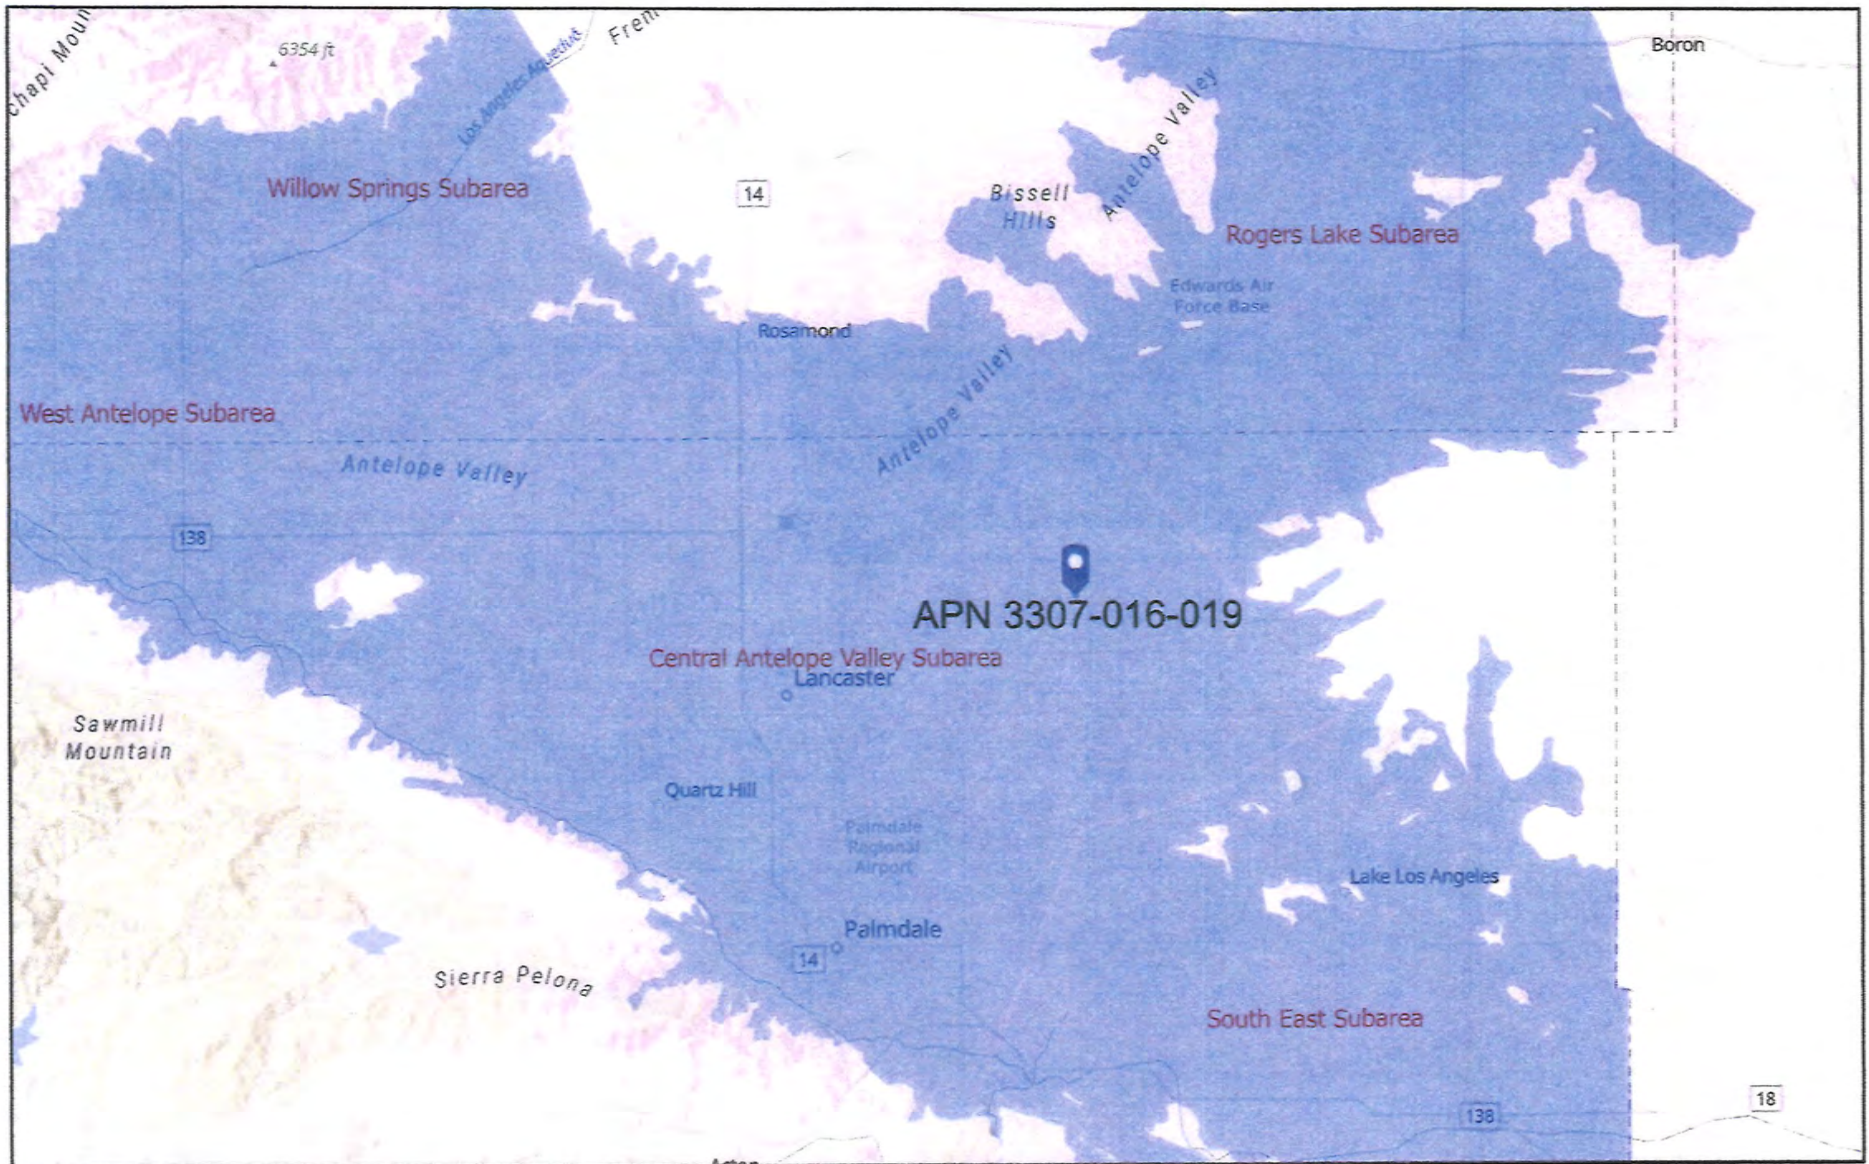 Frem
chapi Moun
6354 ft
Boron
Los Angeles Aqueduct
Antelope Valley
Willow Springs Subarea
14
Bissell
Hills
Rogers Lake Subarea
Edwards Air
Force Base
Rosamond
Antelope Valley
West Antelope Subarea
Antelope Valley
138
APN 3307-016-019
Central Antelope Valley Subarea
Lancaster
Sawmill
Mountain
Quartz Hill
Palmdale
Regional
Airport
Lake Los Angeles
Palmdale
14
Sierra Pelona
South East Subarea
18
138